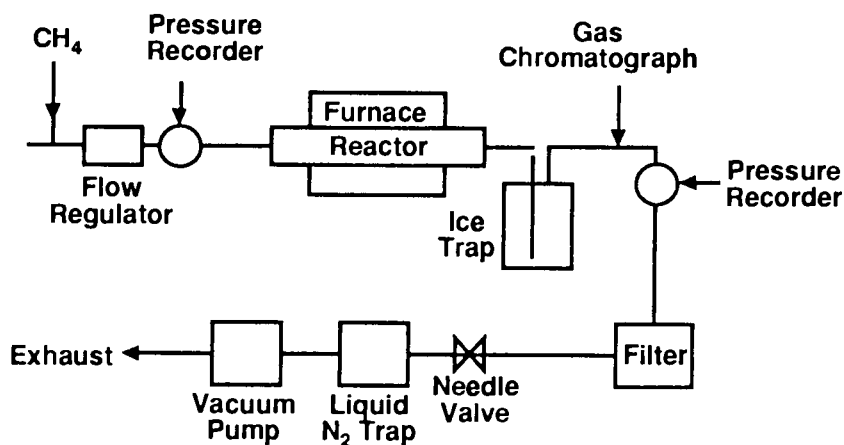 CH₄
Pressure
Recorder
Gas
Chromatograph
Furnace
Reactor
Flow
Regulator
Ice
Trap
Pressure
Recorder
Exhaust
Vacuum
Pump
Liquid
N₂ Trap
Needle
Valve
Filter